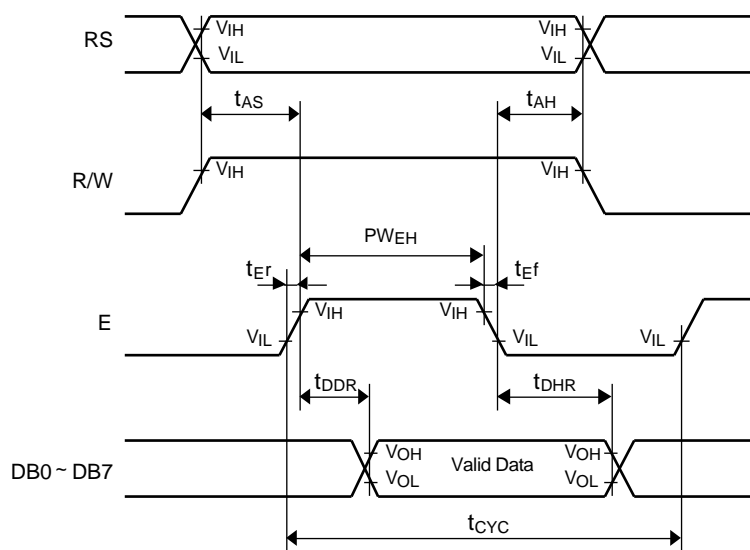 RS
VIH
VIL
VIH
VIL
tAS
tAH
R/W
VIH
VIH
PWEH
tEr
tEf
E
VIH
VIH
VIL
VIL
VIL
tDDR
tDHR
DB0 ~ DB7
VOH
VOL
Valid Data
VOH
VOL
tCYC